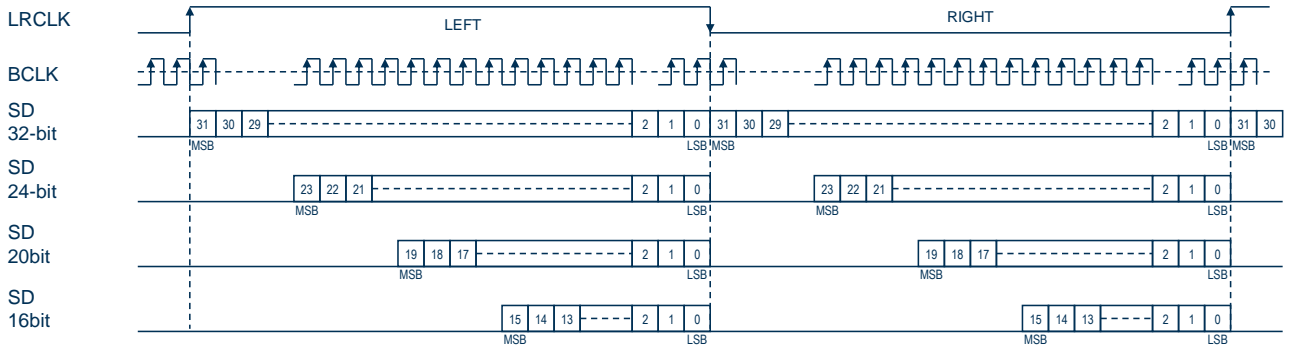 LRCLK
LEFT
RIGHT
BCLK
SD
32-bit
31 30 29 2 1 0 31 30 29 2 1 0 31 30
MSB LSB MSB LSB MSB
SD
24-bit
23 22 21 2 1 0 23 22 21 2 1 0
MSB LSB MSB LSB
SD
20bit
19 18 17 2 1 0 19 18 17 2 1 0
MSB LSB MSB LSB
SD
16bit
15 14 13 2 1 0 15 14 13 2 1 0
MSB LSB MSB LSB